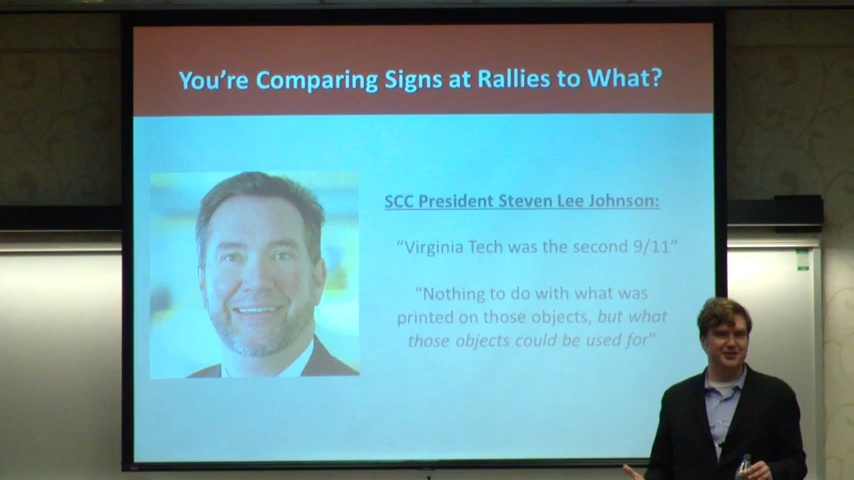 You're Comparing Signs at Rallies to What?
SCC President Steven Lee Johnson:
“Virginia Tech was the second 9/11”
“Nothing to do with what was
printed on those objects, but what
those objects could be used for”